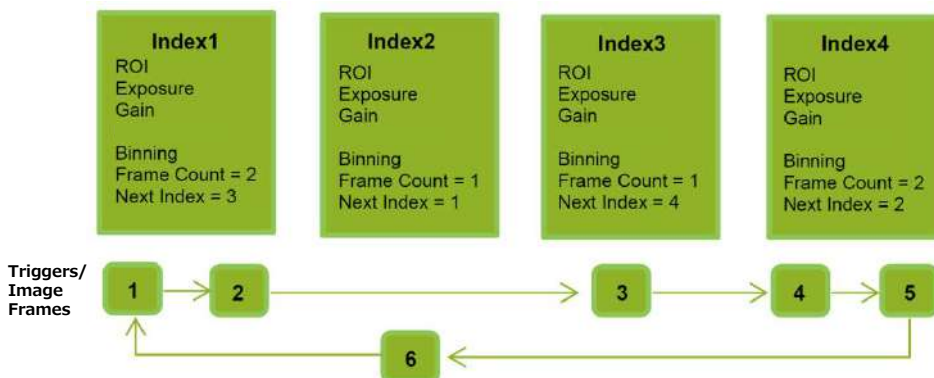 Index1
ROI
Exposure
Gain
Binning
Frame Count = 2
Next Index = 3
Index2
ROI
Exposure
Gain
Binning
Frame Count = 1
Next Index = 1
Index3
ROI
Exposure
Gain
Binning
Frame Count = 1
Next Index = 4
Index4
ROI
Exposure
Gain
Binning
Frame Count = 2
Next Index = 2
Triggers/
Image
Frames
1
2
3
4
5
6